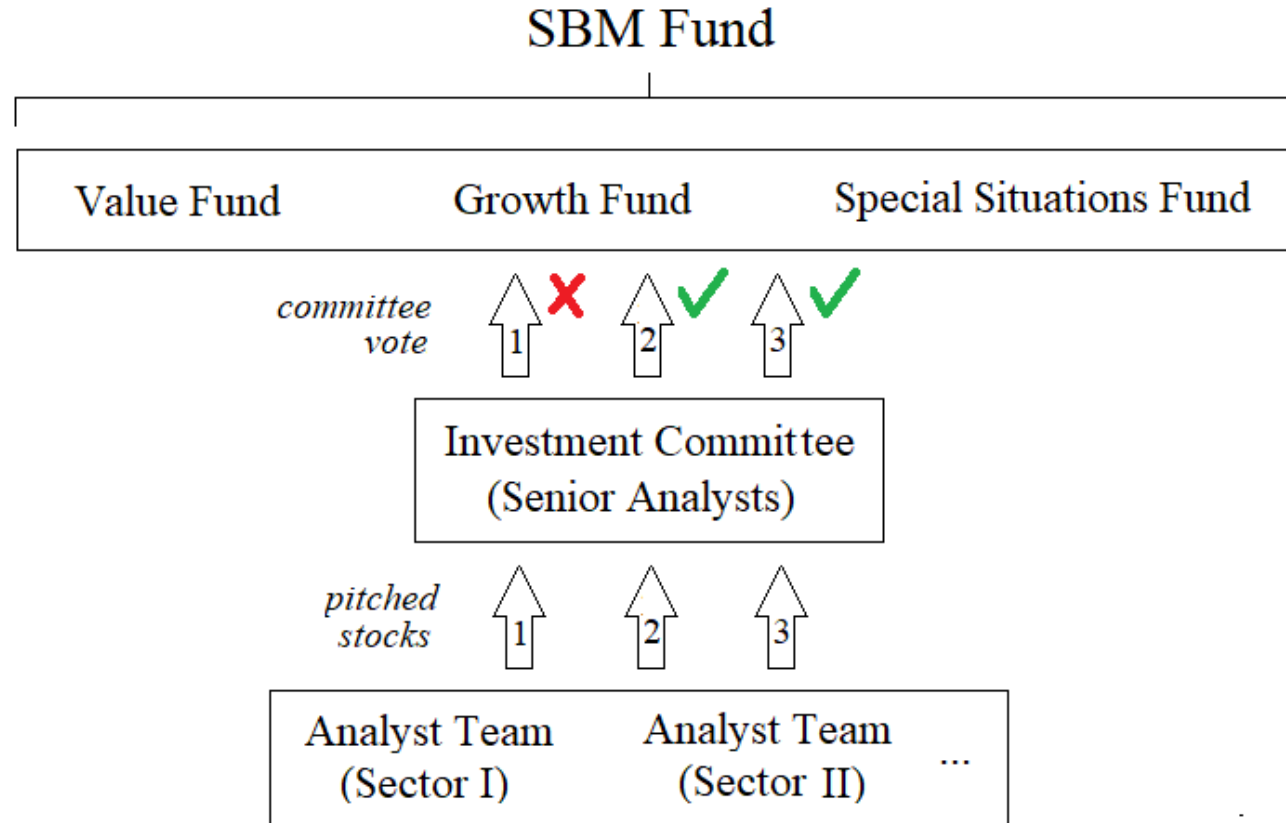 SBM Fund
Value Fund Growth Fund Special Situations Fund
committee
vote
1 2 3
Investment Committee
(Senior Analysts)
pitched
stocks
1 2 3
Analyst Team
(Sector I)
Analyst Team
(Sector II)
...